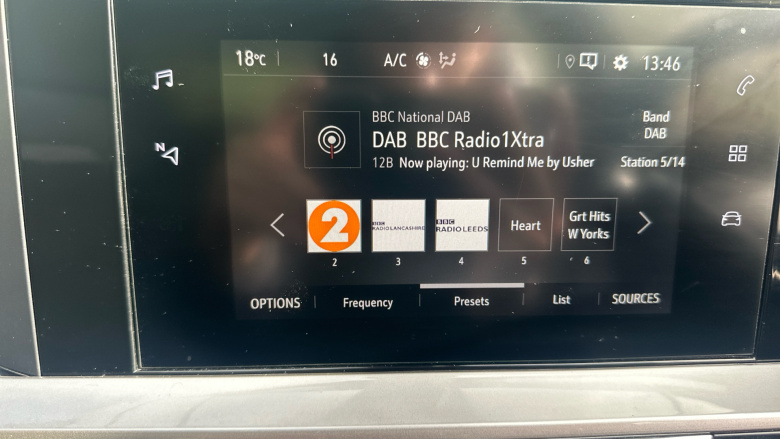 18°C 16 A/C 13:46
BBC National DAB
DAB BBC Radio1Xtra
12B Now playing: U Remind Me by Usher
Band
DAB
Station 5/14
N
2
BBC
RADIO LANCASHIRE
BBC
RADIO LEEDS
Heart
Grt Hits
W Yorks
2 3 4 5 6
OPTIONS Frequency Presets List SOURCES